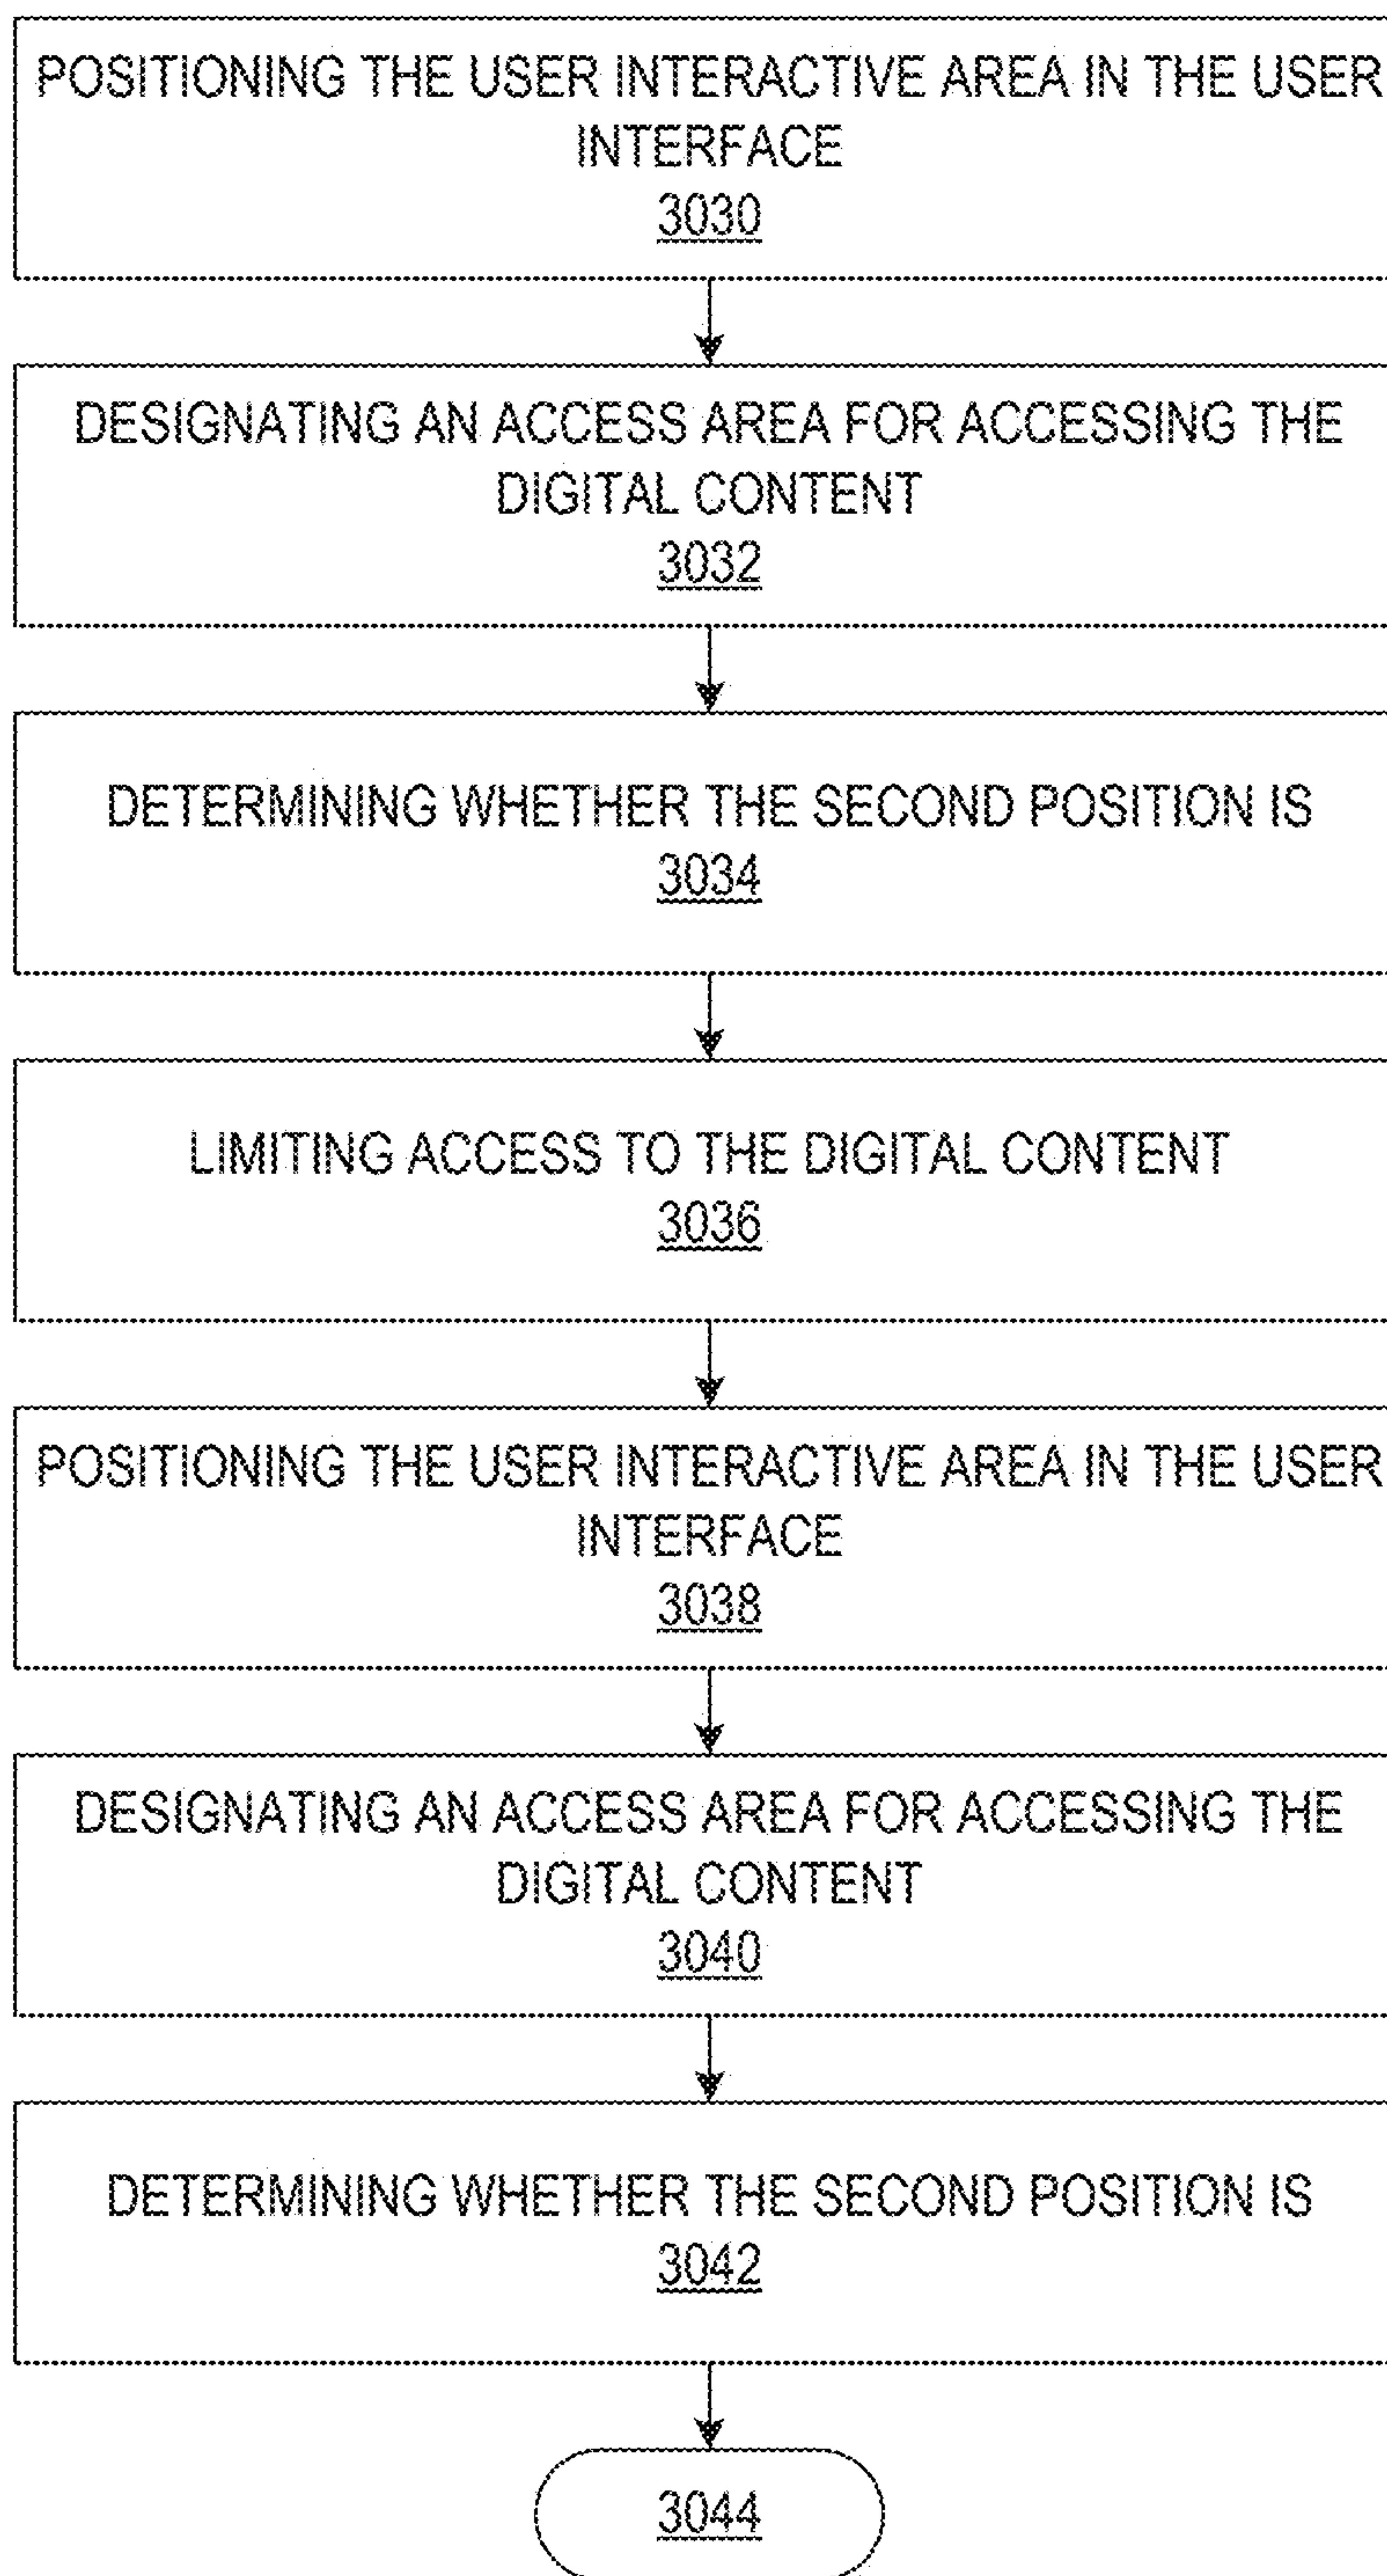 POSITIONING THE USER INTERACTIVE AREA IN THE USER
INTERFACE
3030
DESIGNATING AN ACCESS AREA FOR ACCESSING THE
DIGITAL CONTENT
3032
DETERMINING WHETHER THE SECOND POSITION IS
3034
LIMITING ACCESS TO THE DIGITAL CONTENT
3036
POSITIONING THE USER INTERACTIVE AREA IN THE USER
INTERFACE
3038
DESIGNATING AN ACCESS AREA FOR ACCESSING THE
DIGITAL CONTENT
3040
DETERMINING WHETHER THE SECOND POSITION IS
3042
3044